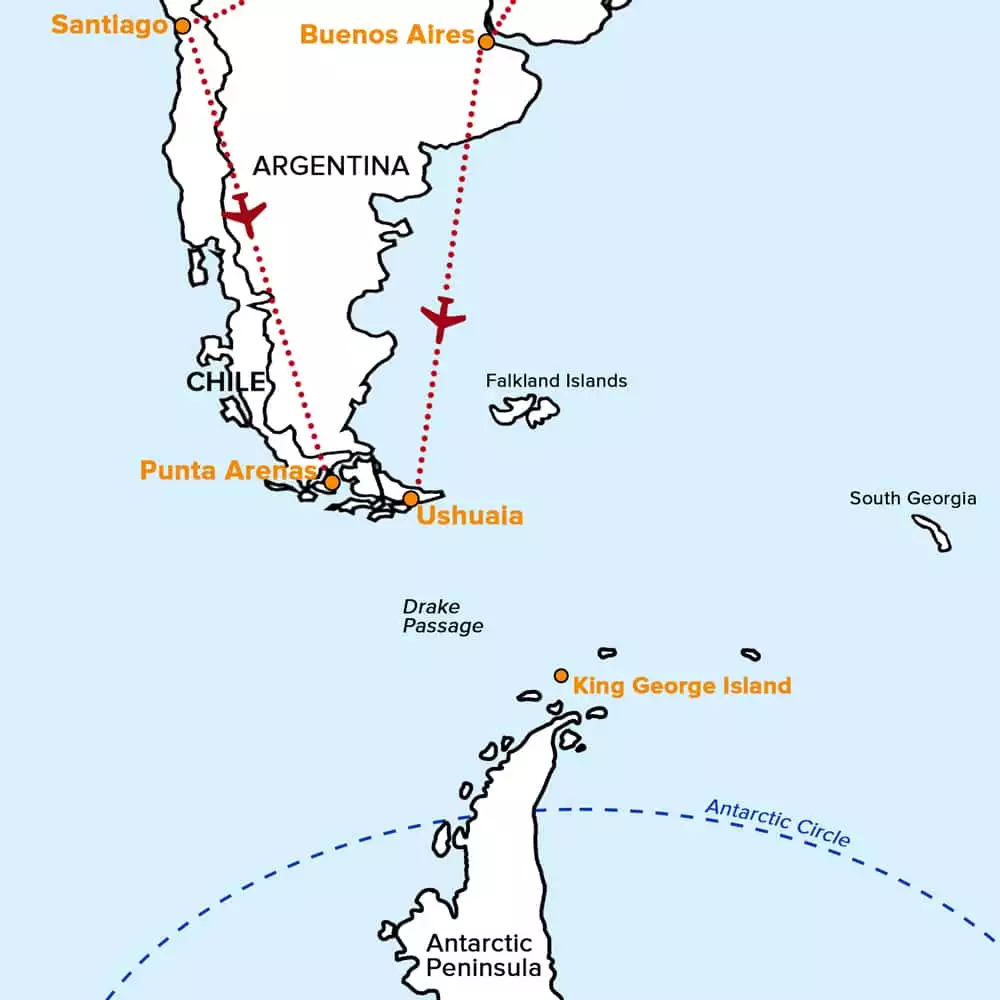 Santiago
Buenos Aires
ARGENTINA
Falkland Islands
CHILE
Punta Arenas
South Georgia
Ushuaia
Drake
Passage
King George Island
Antarctic Circle
Antarctic
Peninsula